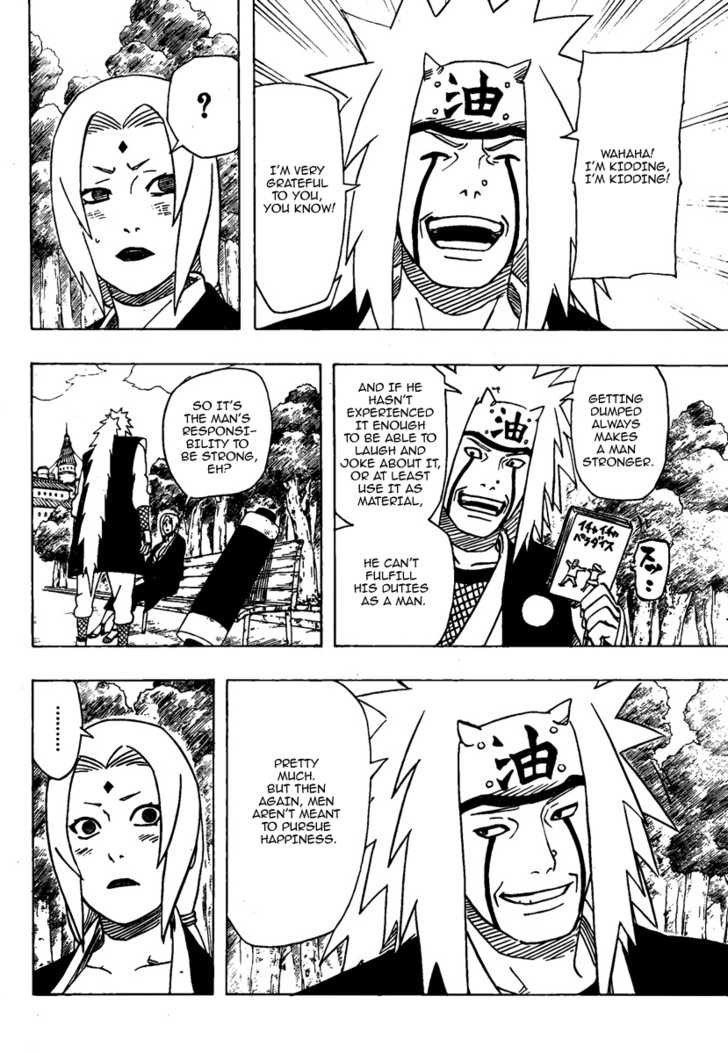 WAHAHA!
I'M KIDDING,
I'M KIDDING!
油
I'M VERY
GRATEFUL
TO YOU,
YOU KNOW!
?
GETTING
DUMPED
ALWAYS
MAKES
A MAN
STRONGER.
油
イチャイチャ
パラダイス
スッ…
AND IF HE
HASN'T
EXPERIENCED
IT ENOUGH
TO BE ABLE TO
LAUGH AND
JOKE ABOUT IT,
OR AT LEAST
USE IT AS
MATERIAL,
HE CAN'T
FULFILL
HIS DUTIES
AS A MAN.
SO IT'S
THE MAN'S
RESPONSI-
BILITY TO
BE STRONG,
EH?
油
PRETTY
MUCH.
BUT THEN
AGAIN, MEN
AREN'T MEANT
TO PURSUE
HAPPINESS.
........